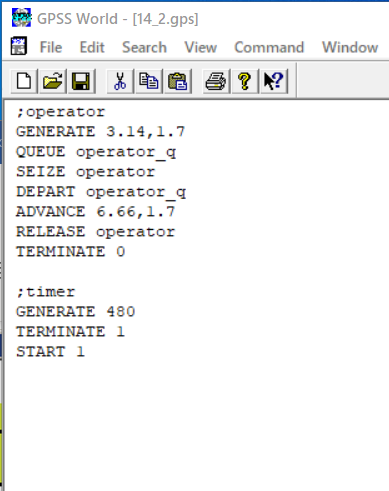 GPSS World - [14_2.gps]
File Edit Search View Command Window
;operator
GENERATE 3.14,1.7
QUEUE operator_q
SEIZE operator
DEPART operator_q
ADVANCE 6.66,1.7
RELEASE operator
TERMINATE 0
;timer
GENERATE 480
TERMINATE 1
START 1